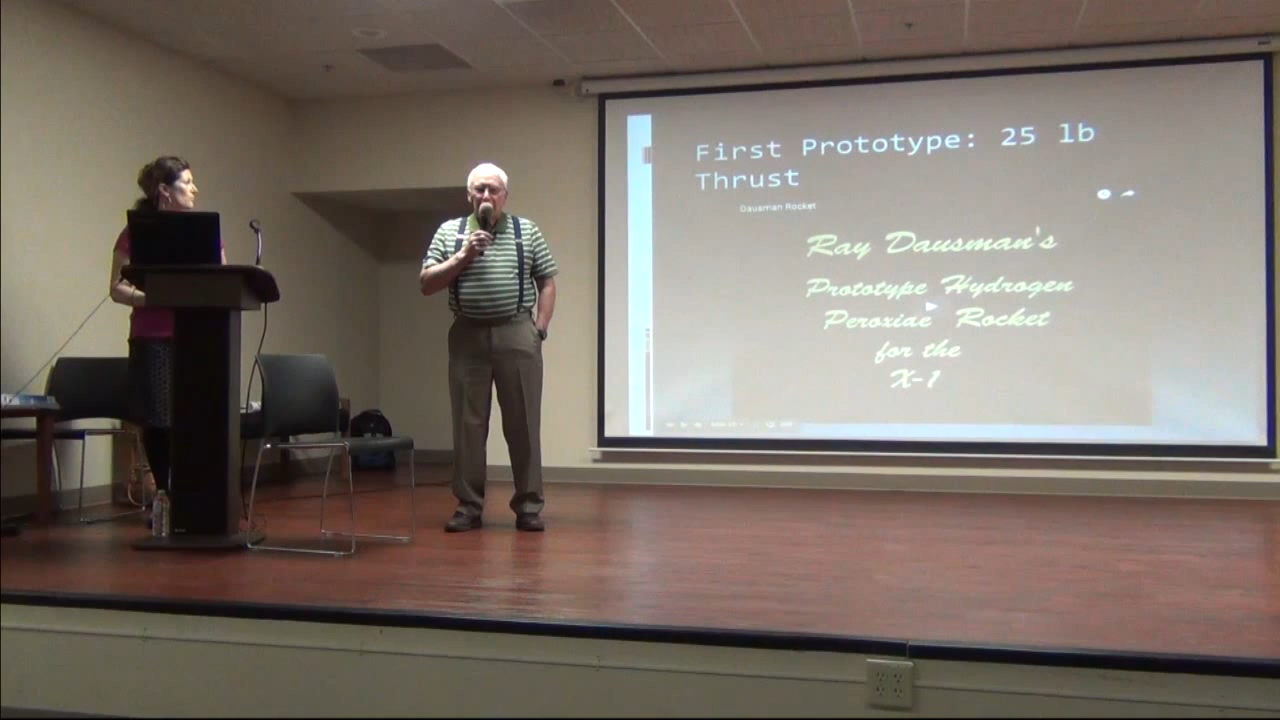 First Prototype: 25 lb
Thrust
Dausman Rocket
Ray Dausman's
Prototype Hydrogen
Peroxide Rocket
for the
X-1